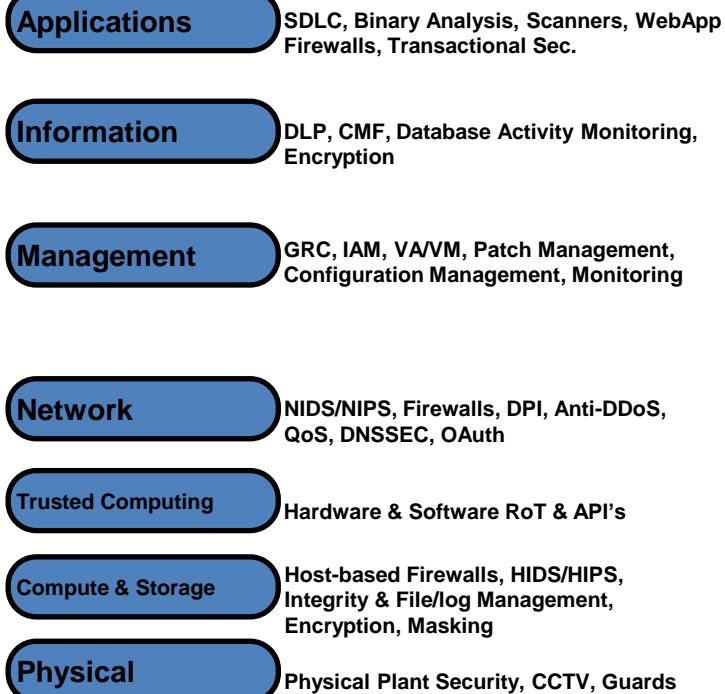 Applications
SDLC, Binary Analysis, Scanners, WebApp
Firewalls, Transactional Sec.
Information
DLP, CMF, Database Activity Monitoring,
Encryption
Management
GRC, IAM, VA/VM, Patch Management,
Configuration Management, Monitoring
Network
NIDS/NIPS, Firewalls, DPI, Anti-DDoS,
QoS, DNSSEC, OAuth
Trusted Computing
Hardware & Software RoT & API’s
Compute & Storage
Host-based Firewalls, HIDS/HIPS,
Integrity & File/log Management,
Encryption, Masking
Physical
Physical Plant Security, CCTV, Guards